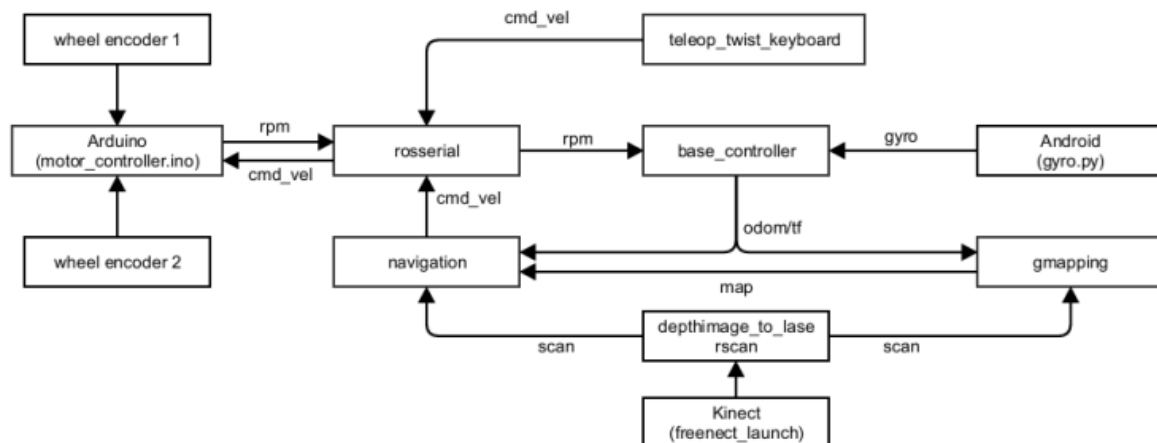 cmd_vel
wheel encoder 1
teleop_twist_keyboard
Arduino
(motor_controller.ino)
rpm
cmd_vel
rosserial
rpm
base_controller
gyro
Android
(gyro.py)
cmd_vel
odom/tf
wheel encoder 2
navigation
gmapping
map
scan
depthimage_to_lase
rscan
scan
Kinect
(freenect_launch)